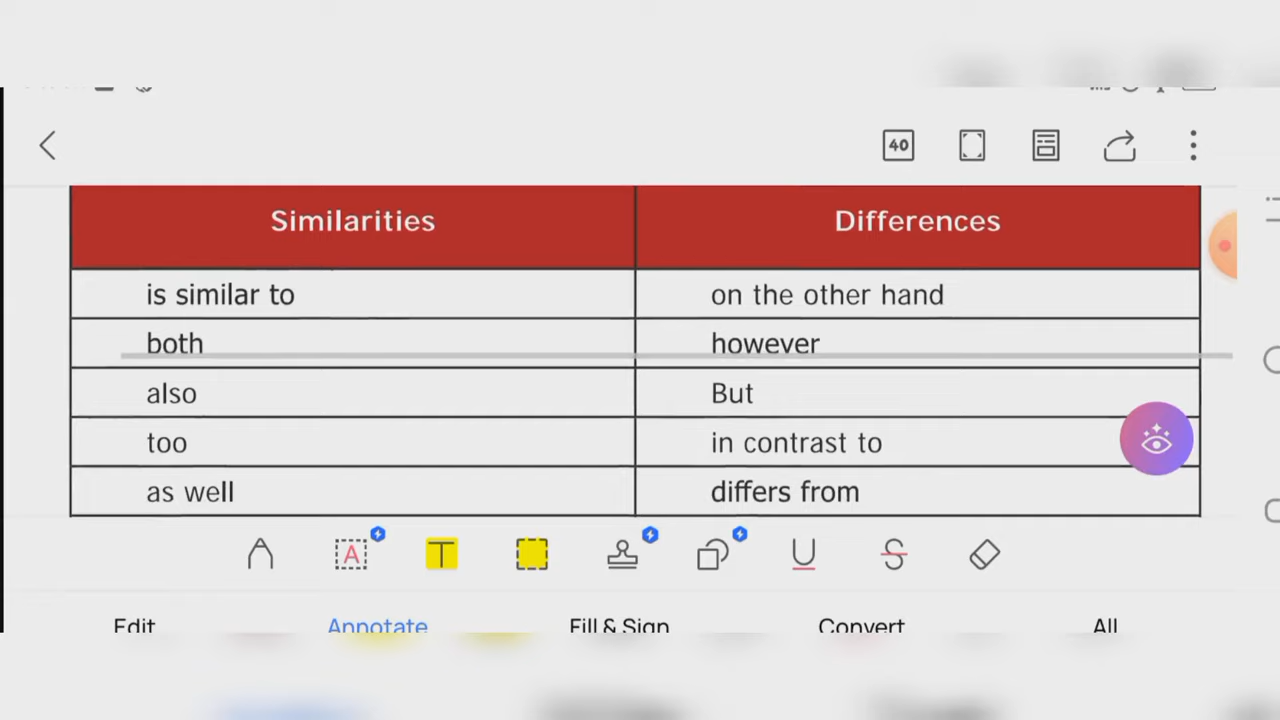 40
Similarities Differences
is similar to on the other hand
both however
also But
too in contrast to
as well differs from
A T U S
Edit Annotate Fill & Sign Convert All